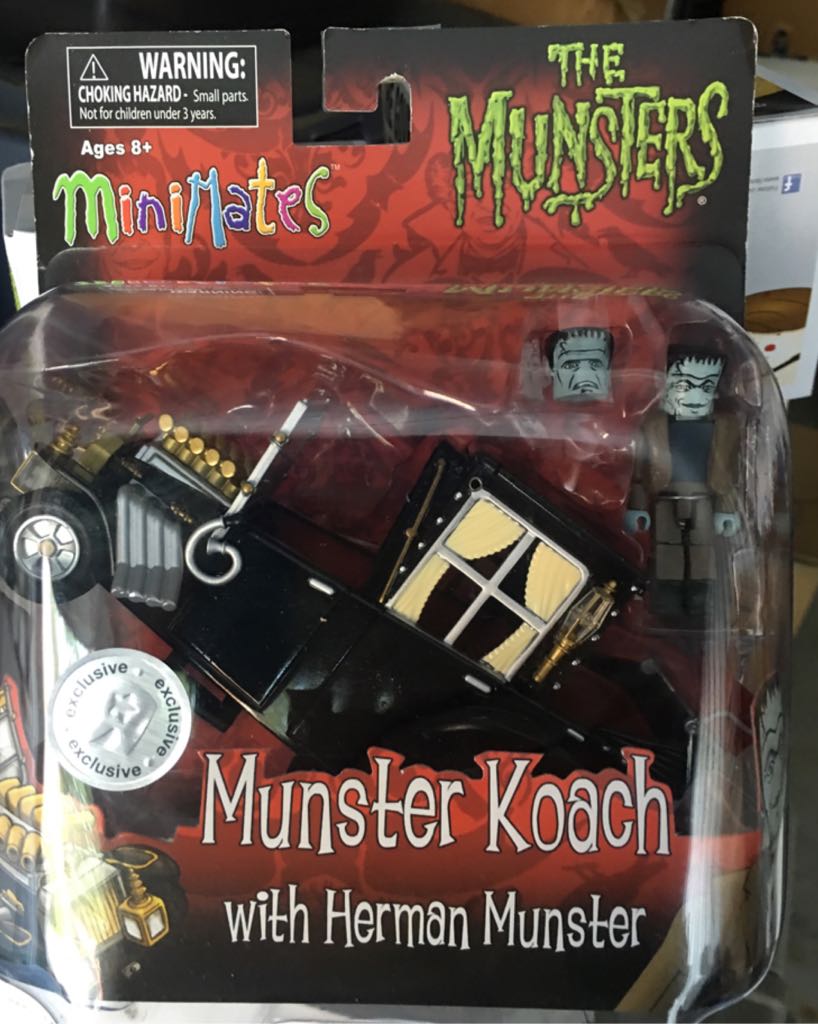 WARNING:
CHOKING HAZARD - Small parts.
Not for children under 3 years.
Ages 8+
MiniMates™
THE
MUNSTERS®
exclusive exclusive exclusive
Munster Koach
with Herman Munster